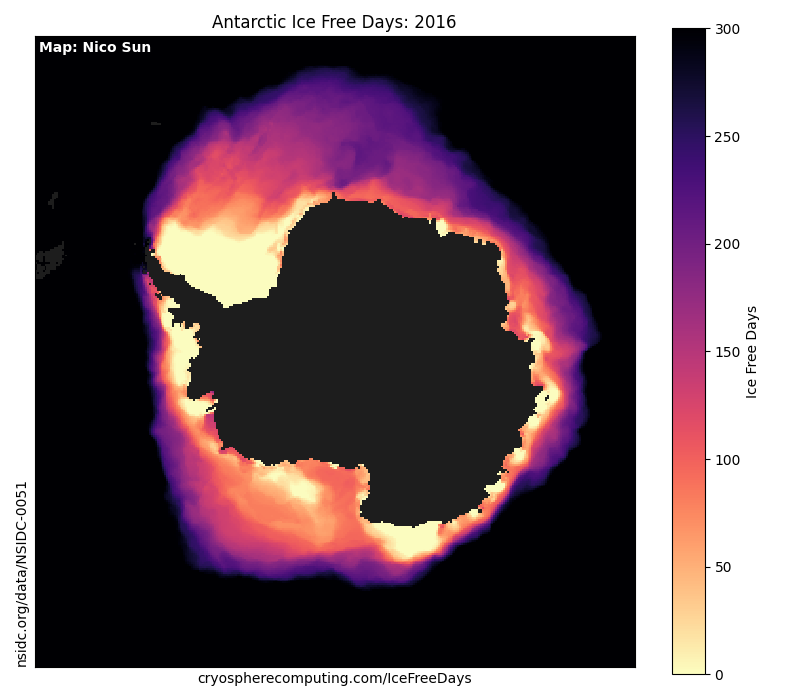 Antarctic Ice Free Days: 2016
Map: Nico Sun
300
250
200
150
100
50
0
Ice Free Days
nsidc.org/data/NSIDC-0051
cryospherecomputing.com/IceFreeDays